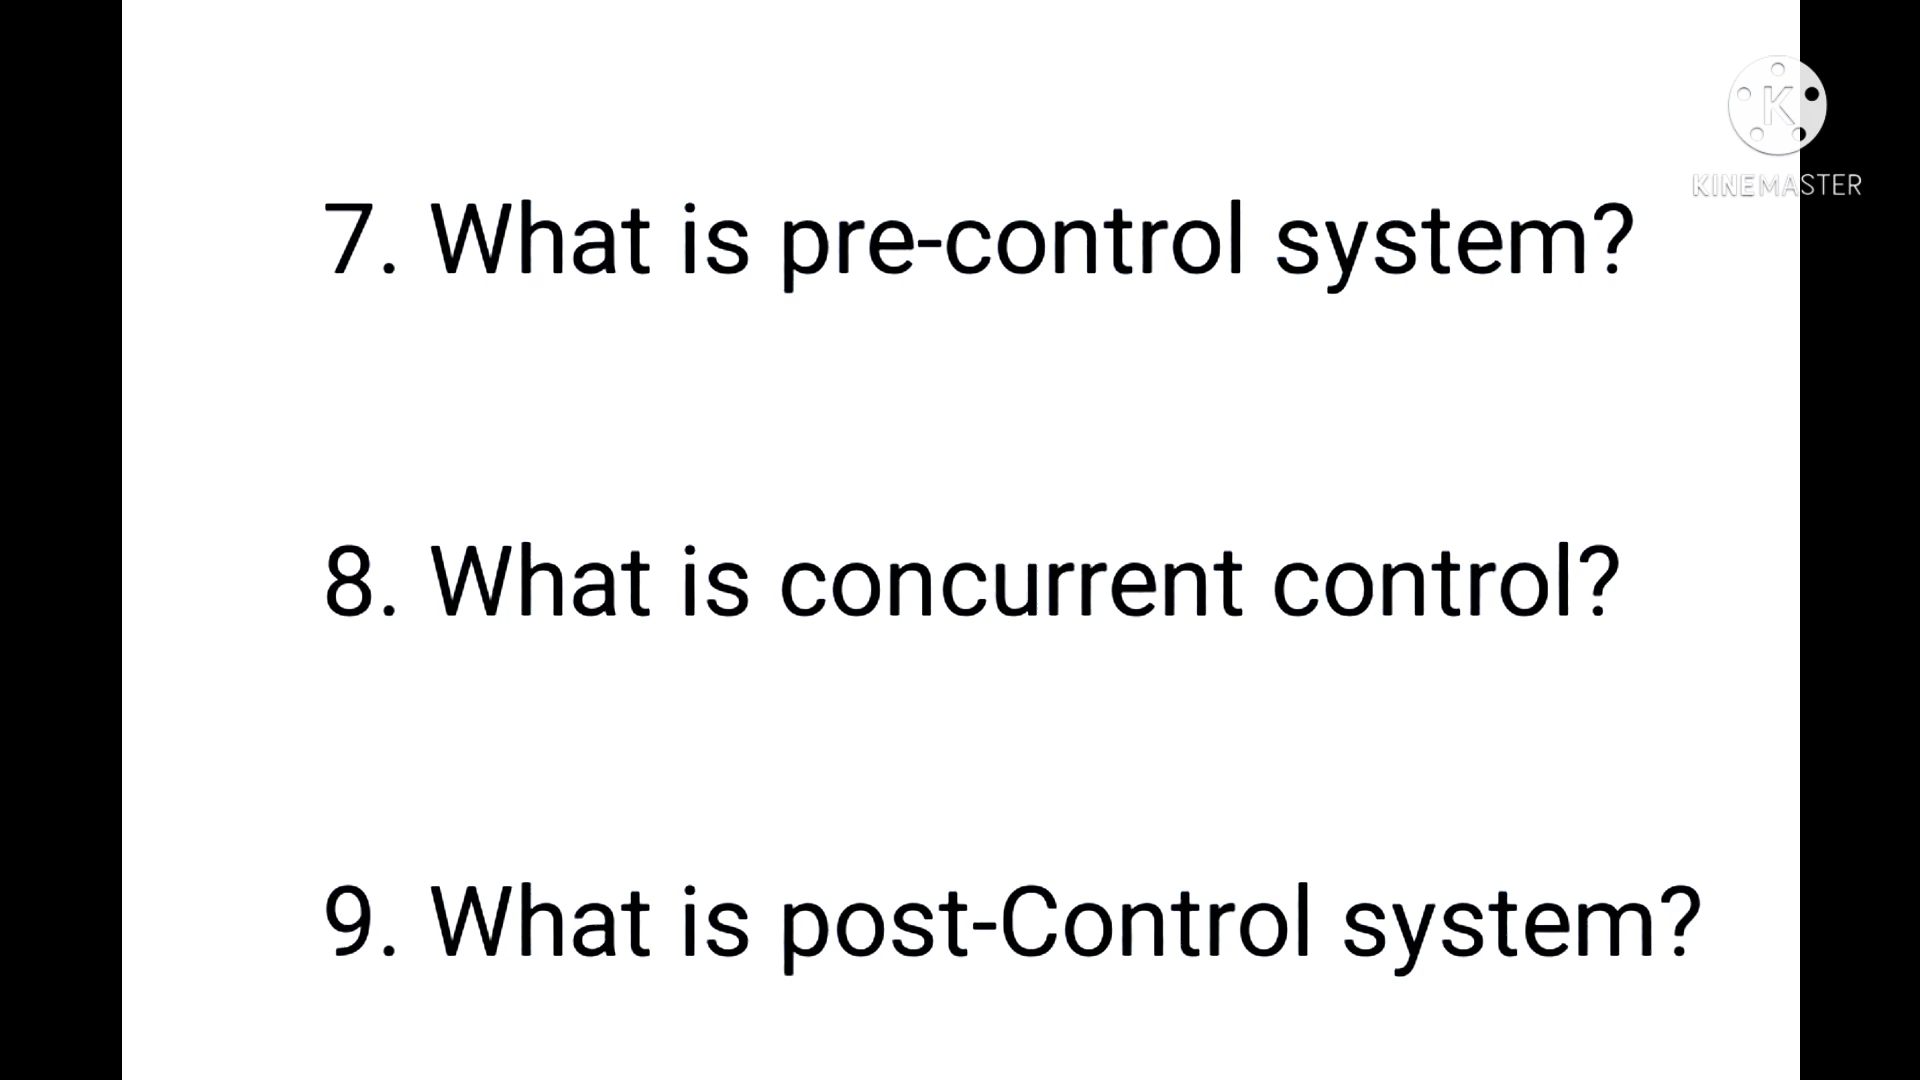 KINEMASTER
7. What is pre-control system?
8. What is concurrent control?
9. What is post-Control system?